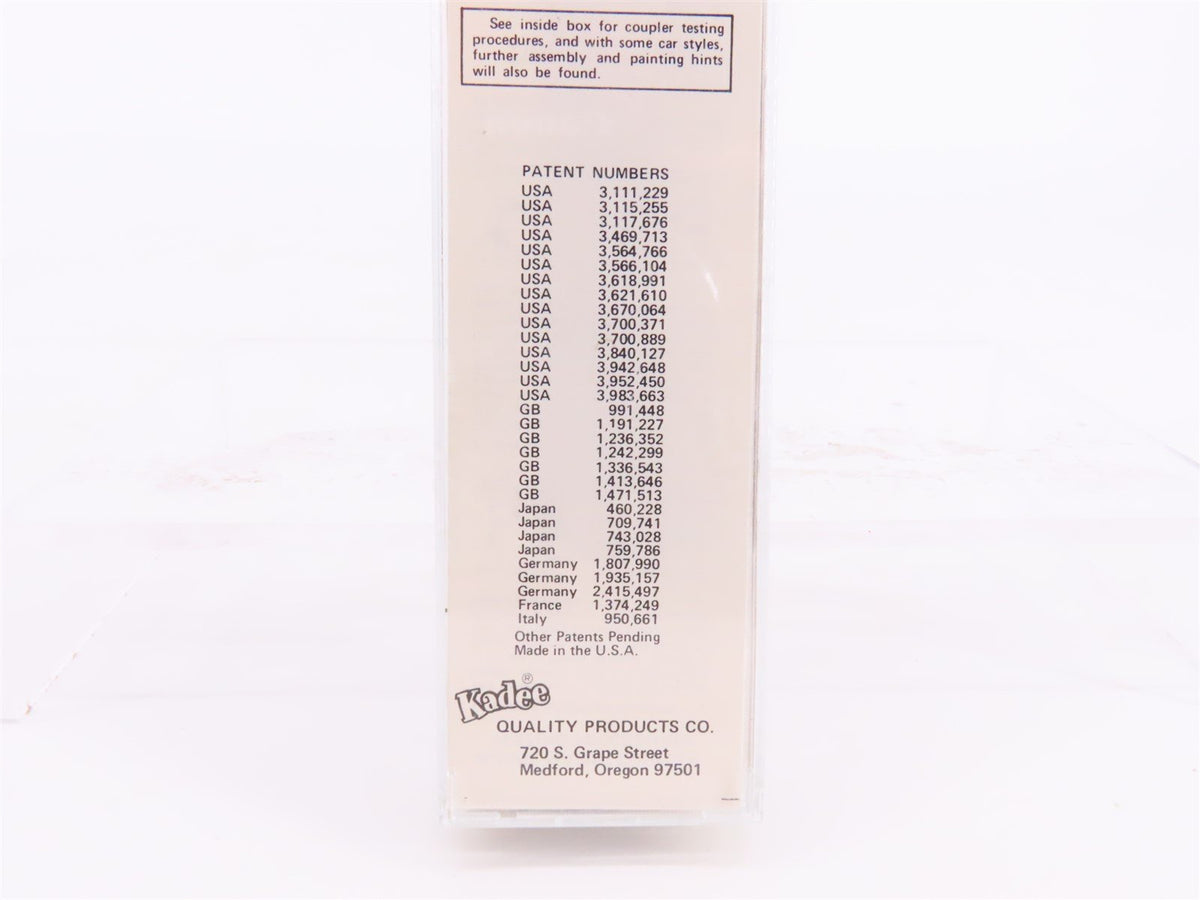 See inside box for coupler testing
procedures, and with some car styles,
further assembly and painting hints
will also be found.
PATENT NUMBERS
USA 3,111,229
USA 3,115,255
USA 3,117,676
USA 3,469,713
USA 3,564,766
USA 3,566,104
USA 3,618,991
USA 3,621,610
USA 3,670,064
USA 3,700,371
USA 3,700,889
USA 3,840,127
USA 3,942,648
USA 3,952,450
USA 3,983,663
GB 991,448
GB 1,191,227
GB 1,236,352
GB 1,242,299
GB 1,336,543
GB 1,413,646
GB 1,471,513
Japan 460,228
Japan 709,741
Japan 743,028
Japan 759,786
Germany 1,807,990
Germany 1,935,157
Germany 2,415,497
France 1,374,249
Italy 950,661
Other Patents Pending
Made in the U.S.A.
Kadee ®
QUALITY PRODUCTS CO.
720 S. Grape Street
Medford, Oregon 97501